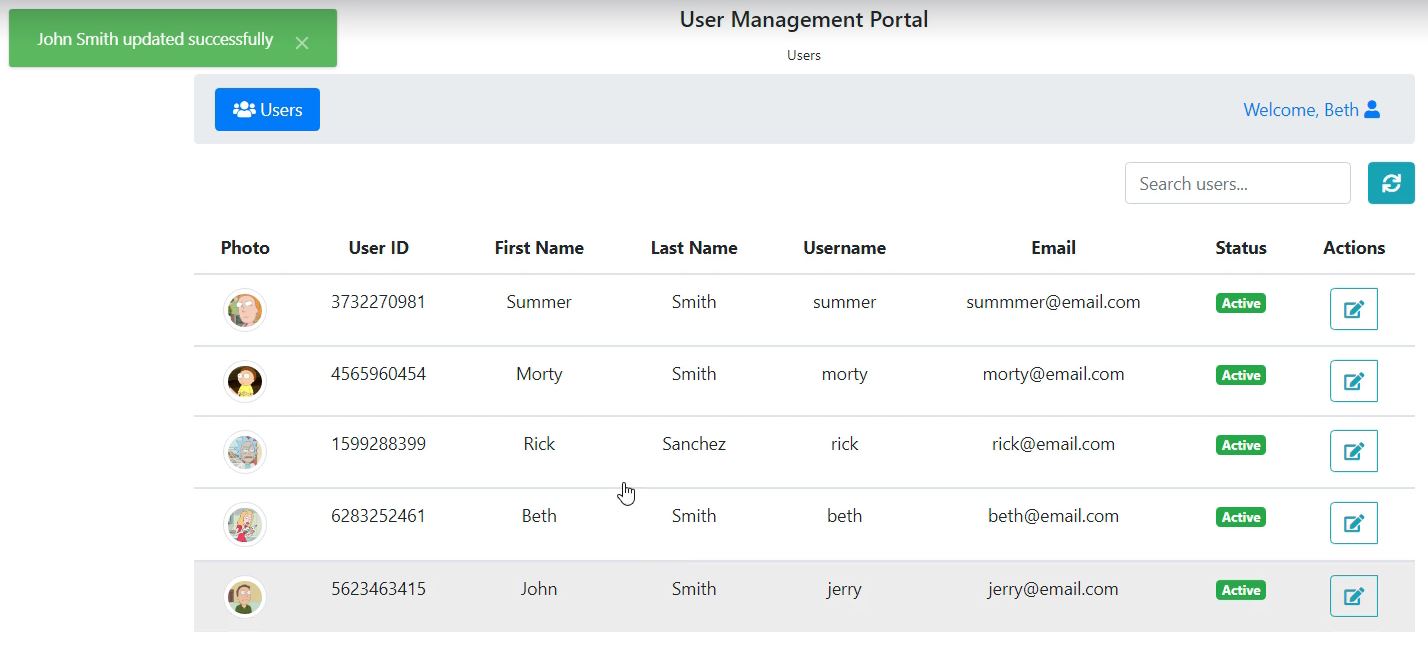 John Smith updated successfully ×
User Management Portal
Users
Users
Welcome, Beth
Search users...
Photo User ID First Name Last Name Username Email Status Actions
3732270981 Summer Smith summer summmer@email.com Active
4565960454 Morty Smith morty morty@email.com Active
1599288399 Rick Sanchez rick rick@email.com Active
6283252461 Beth Smith beth beth@email.com Active
5623463415 John Smith jerry jerry@email.com Active